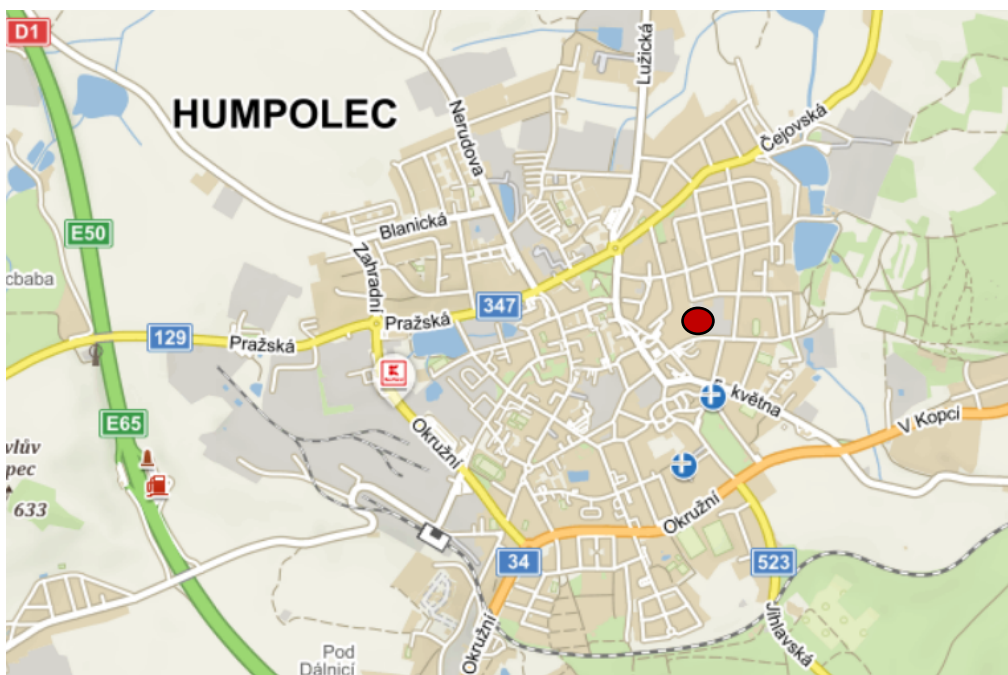 D1
HUMPOLEC
Lužická
Čejovská
Nerudova
E50
Blanická
Zahradní
cbaba
347
Pražská
129
Pražská
května
V Kopci
E65
Okružní
vlův
pec
633
Okružní
34
523
Jihlavská
Okružní
Pod
Dálnicí